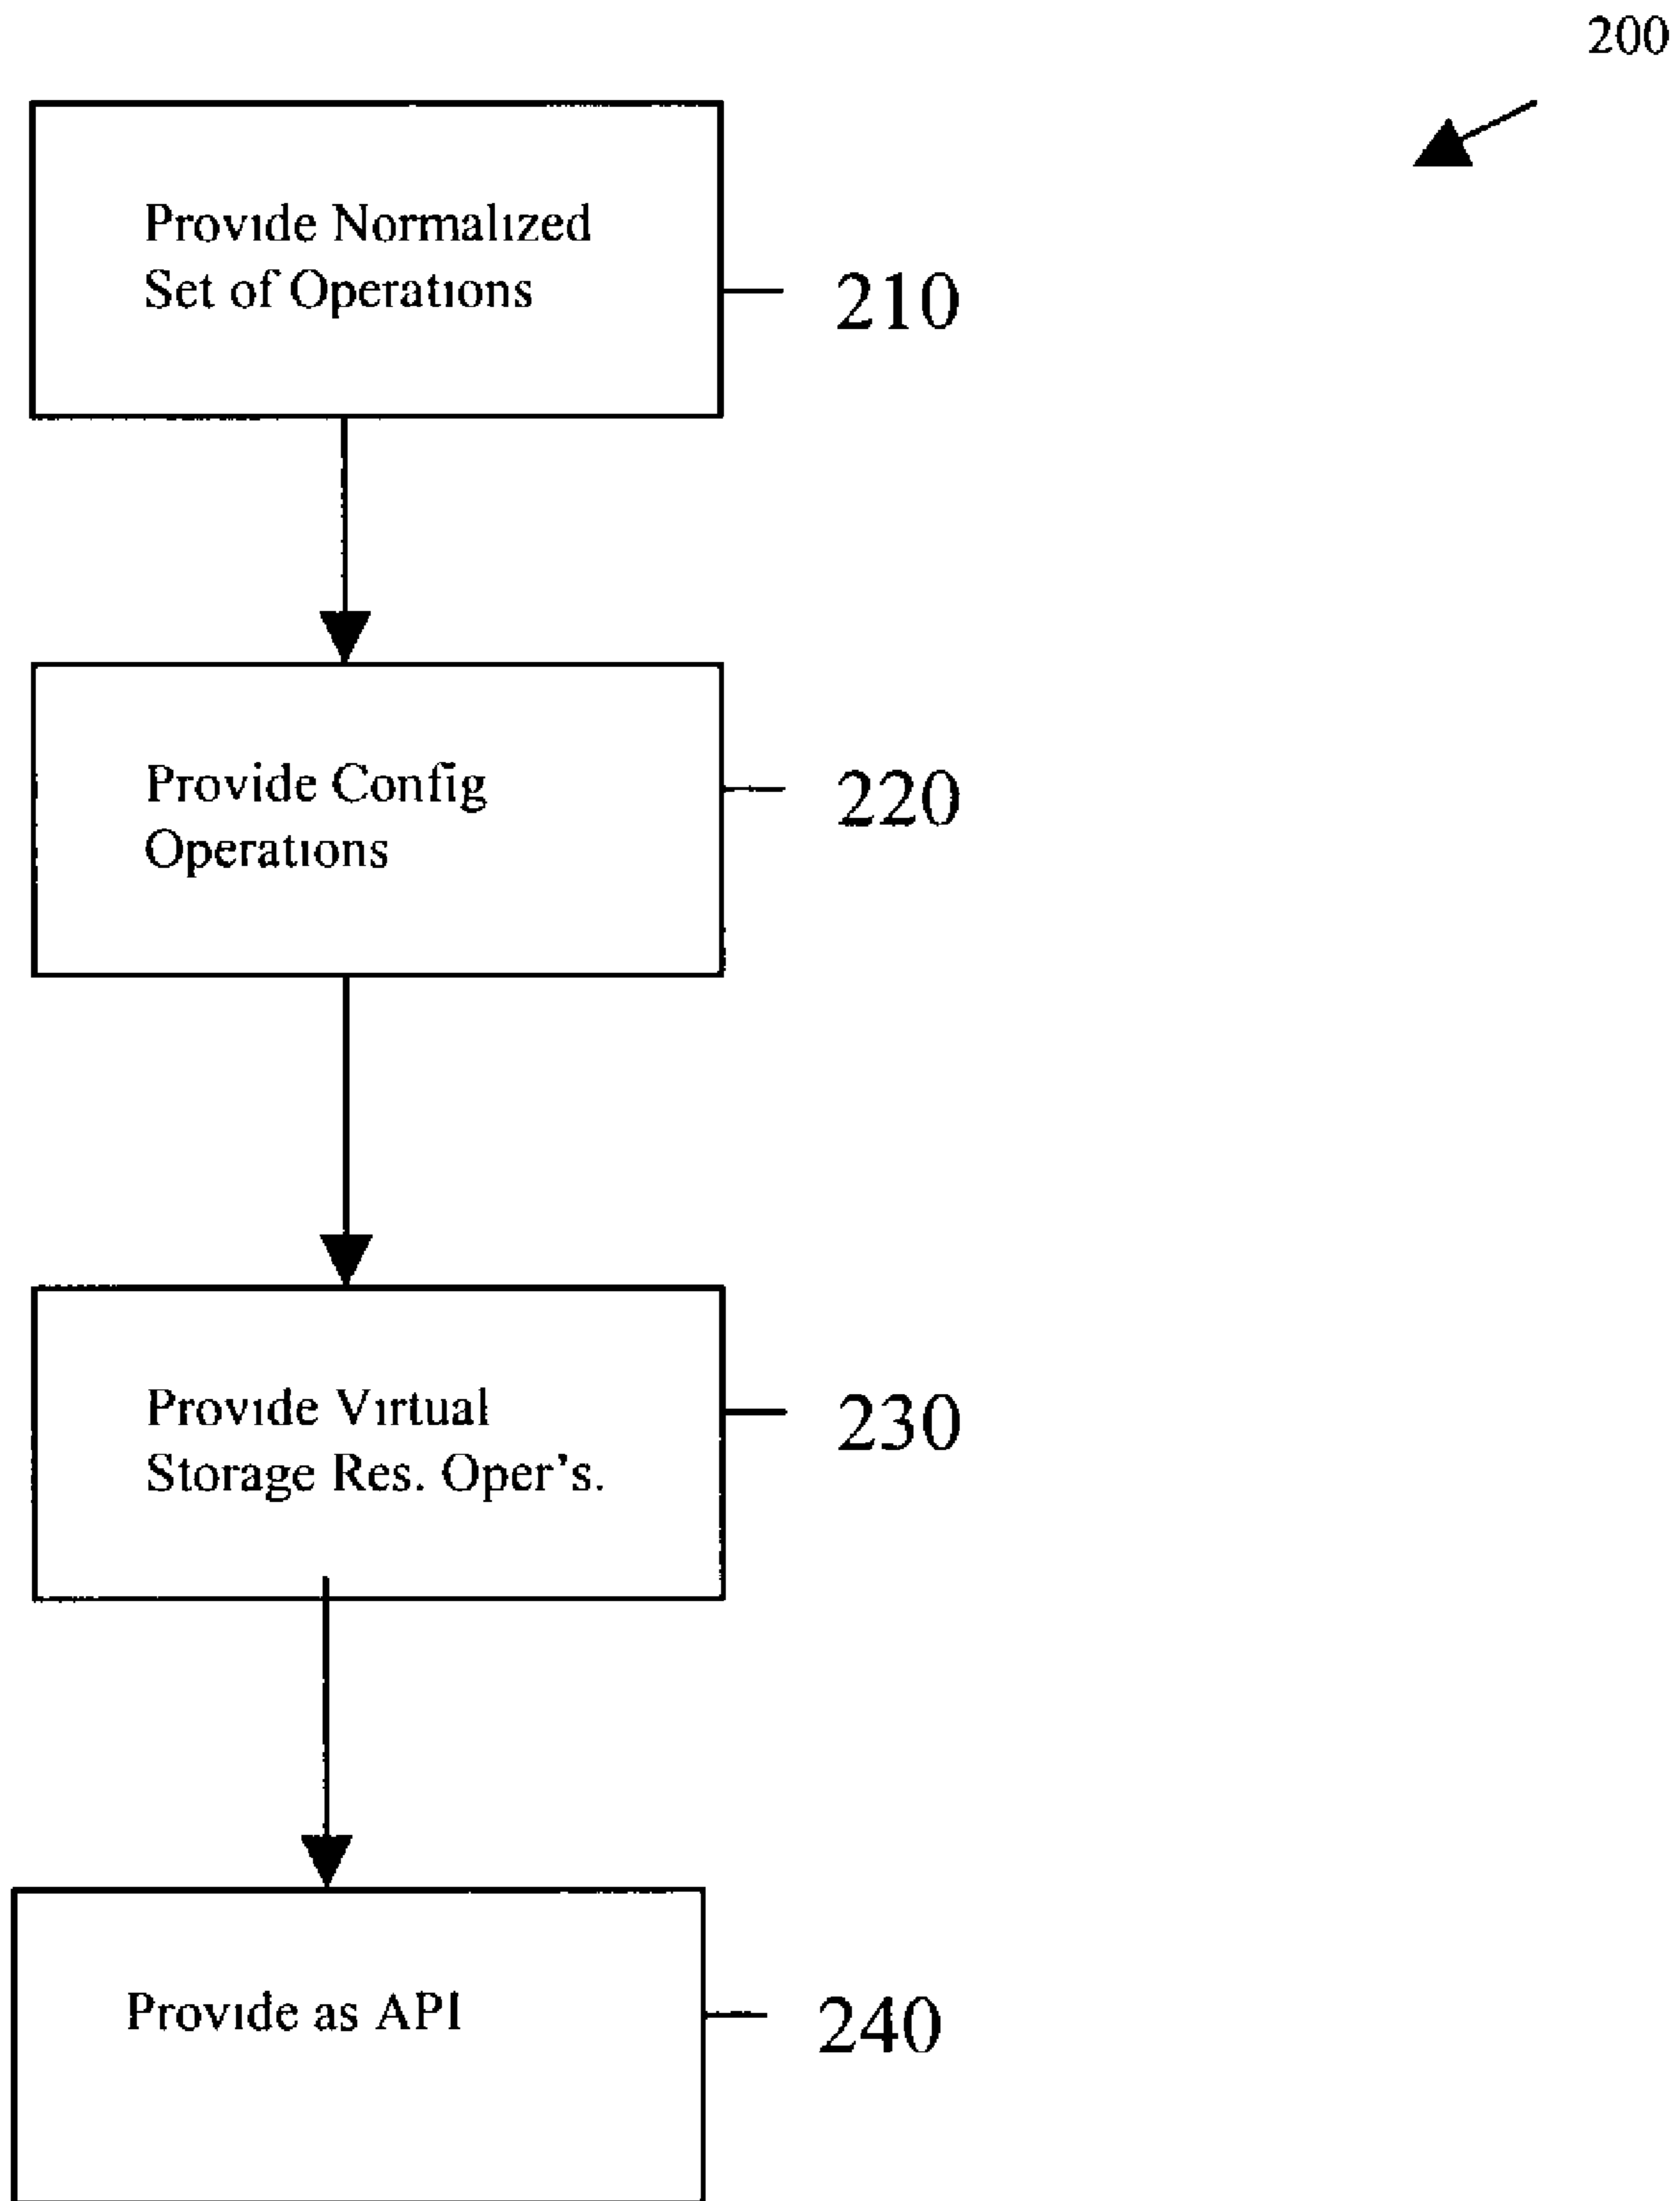 200
Provide Normalized
Set of Operations
210
Provide Config
Operations
220
Provide Virtual
Storage Res. Oper's.
230
Provide as API
240